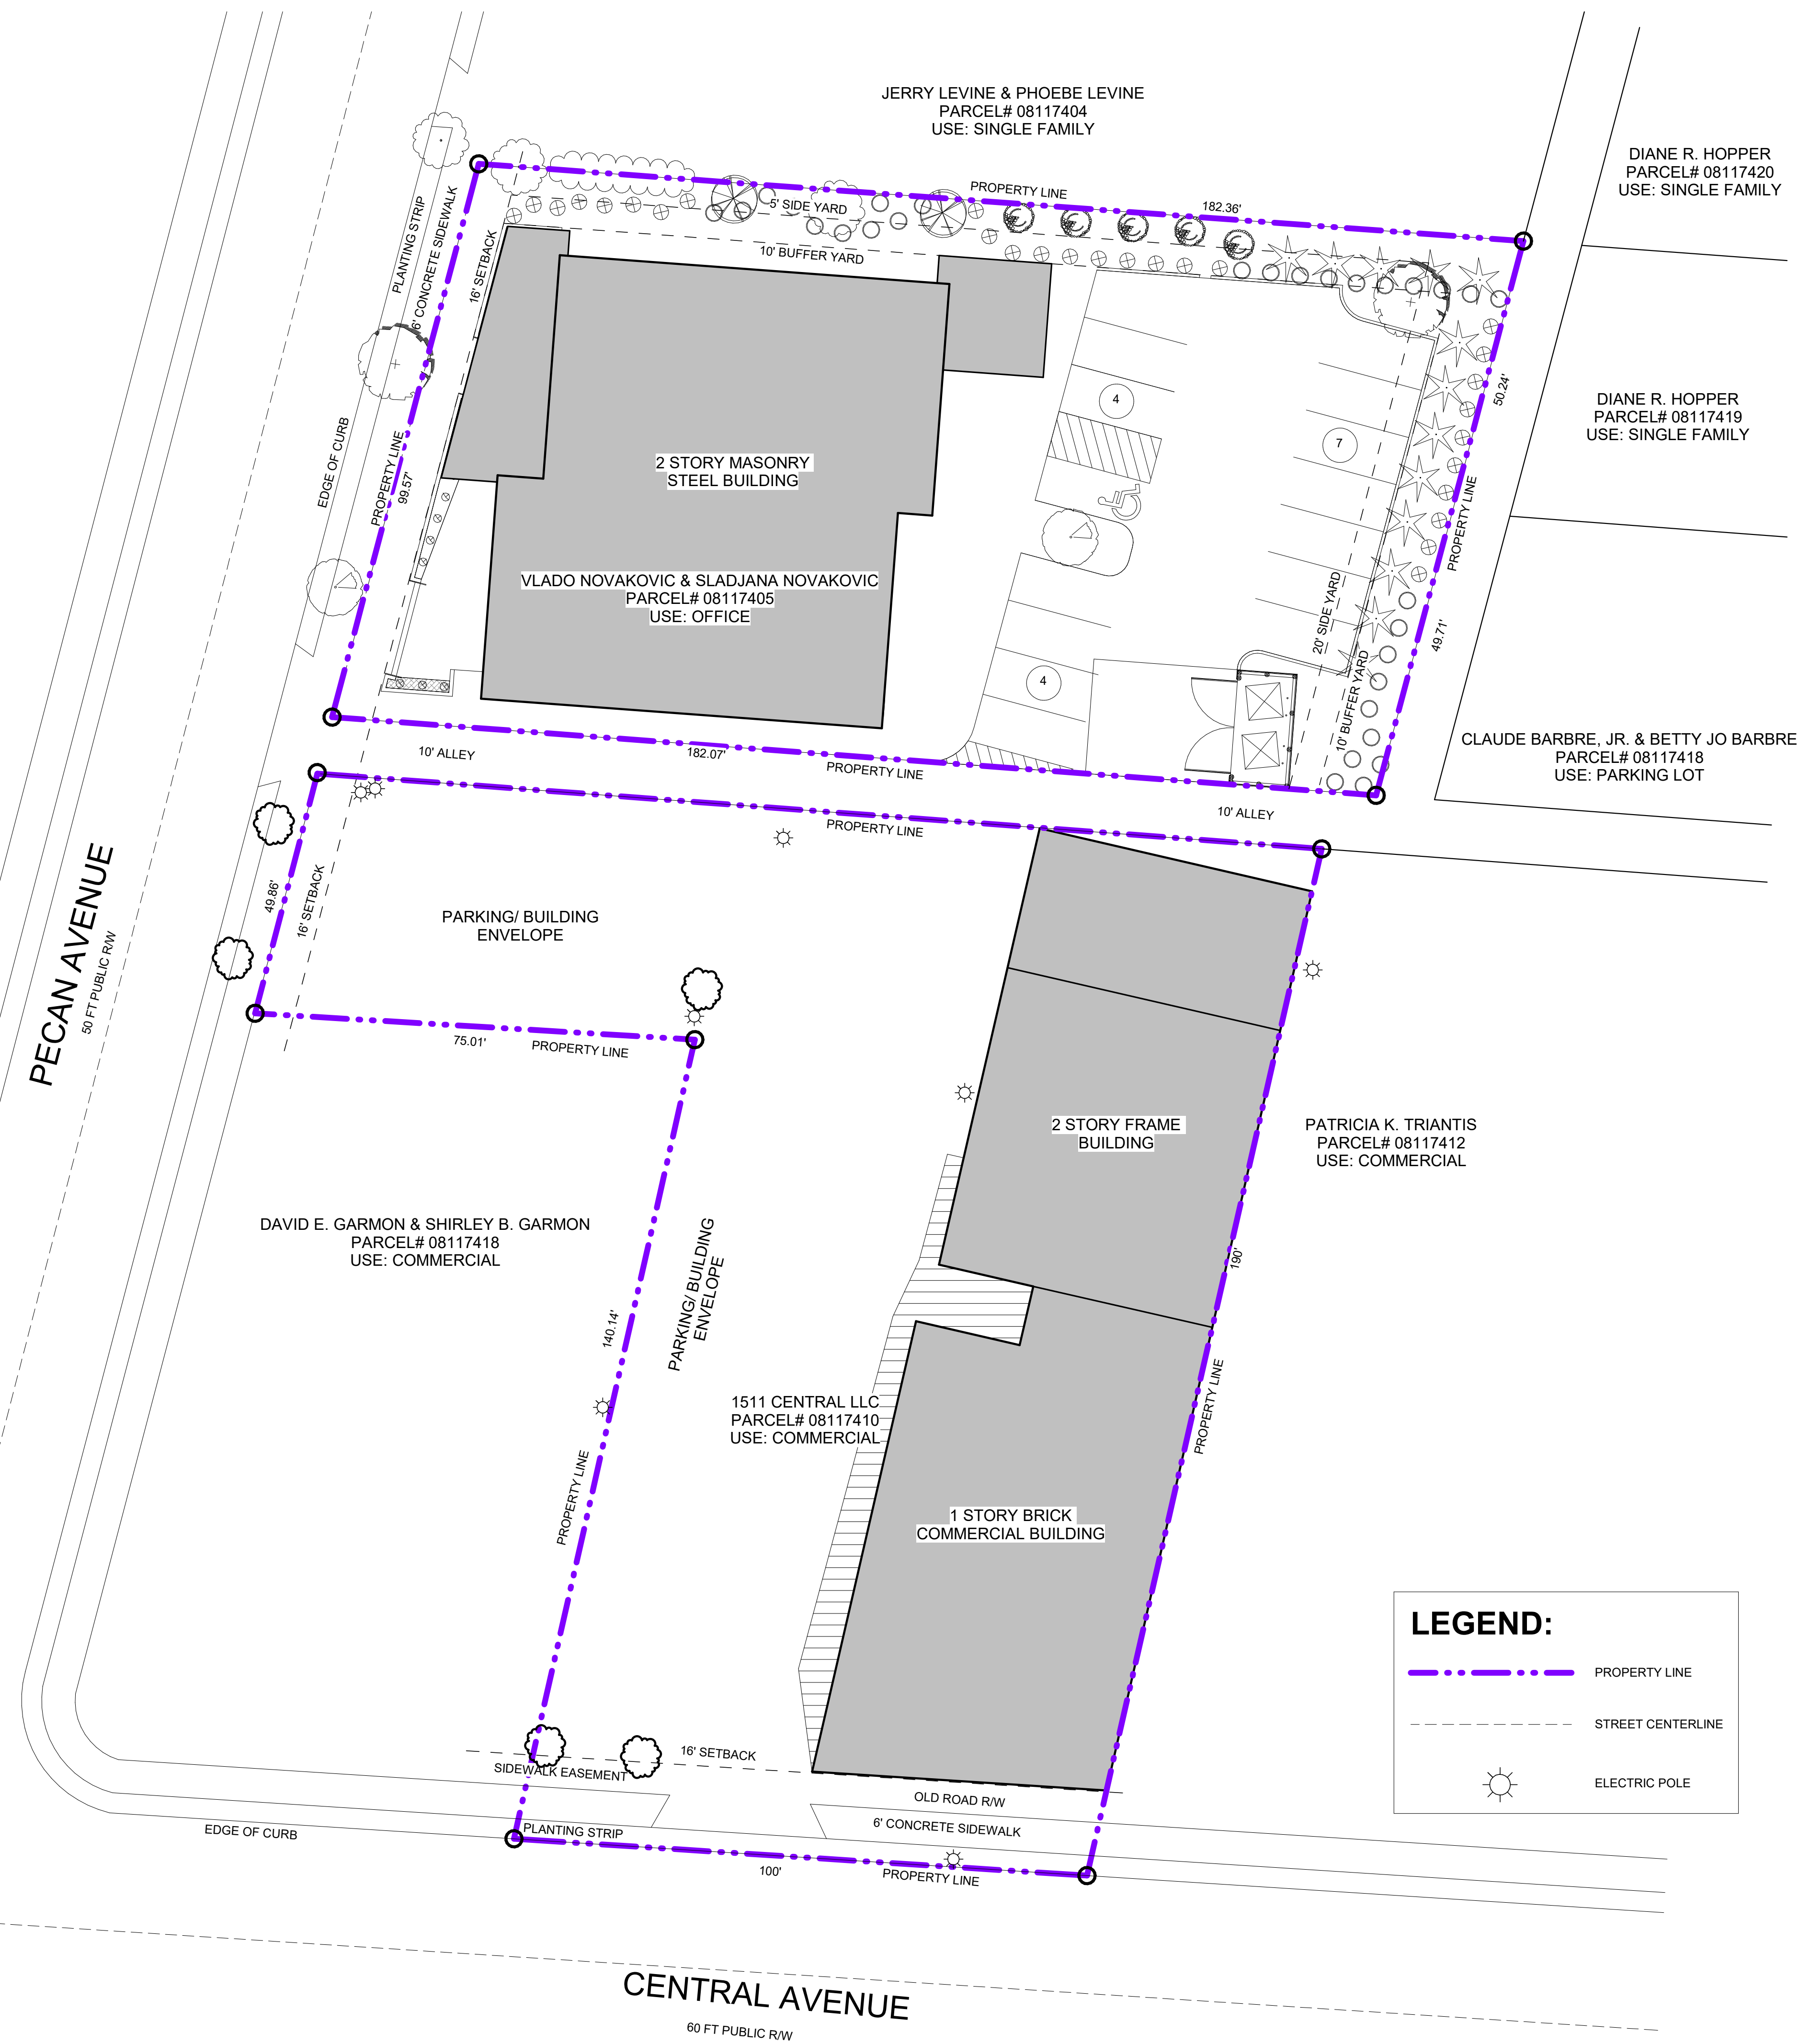 JERRY LEVINE & PHOEBE LEVINE
PARCEL# 08117404
USE: SINGLE FAMILY
DIANE R. HOPPER
PARCEL# 08117420
USE: SINGLE FAMILY
PROPERTY LINE
182.36'
5' SIDE YARD
10' BUFFER YARD
PLANTING STRIP
6' CONCRETE SIDEWALK
16' SETBACK
EDGE OF CURB
PROPERTY LINE
99.57'
2 STORY MASONRY
STEEL BUILDING
VLADO NOVAKOVIC & SLADJANA NOVAKOVIC
PARCEL# 08117405
USE: OFFICE
4
7
4
50.24'
PROPERTY LINE
49.71'
20' SIDE YARD
10' BUFFER YARD
DIANE R. HOPPER
PARCEL# 08117419
USE: SINGLE FAMILY
CLAUDE BARBRE, JR. & BETTY JO BARBRE
PARCEL# 08117418
USE: PARKING LOT
10' ALLEY
182.07'
PROPERTY LINE
10' ALLEY
PROPERTY LINE
PECAN AVENUE
50 FT PUBLIC R/W
49.86'
16' SETBACK
PARKING/ BUILDING
ENVELOPE
75.01'
PROPERTY LINE
2 STORY FRAME
BUILDING
PATRICIA K. TRIANTIS
PARCEL# 08117412
USE: COMMERCIAL
DAVID E. GARMON & SHIRLEY B. GARMON
PARCEL# 08117418
USE: COMMERCIAL
PARKING/ BUILDING
ENVELOPE
140.14'
190'
PROPERTY LINE
PROPERTY LINE
1511 CENTRAL LLC
PARCEL# 08117410
USE: COMMERCIAL
1 STORY BRICK
COMMERCIAL BUILDING
16' SETBACK
SIDEWALK EASEMENT
OLD ROAD R/W
EDGE OF CURB
PLANTING STRIP
6' CONCRETE SIDEWALK
100'
PROPERTY LINE
CENTRAL AVENUE
60 FT PUBLIC R/W
LEGEND:
PROPERTY LINE
STREET CENTERLINE
ELECTRIC POLE